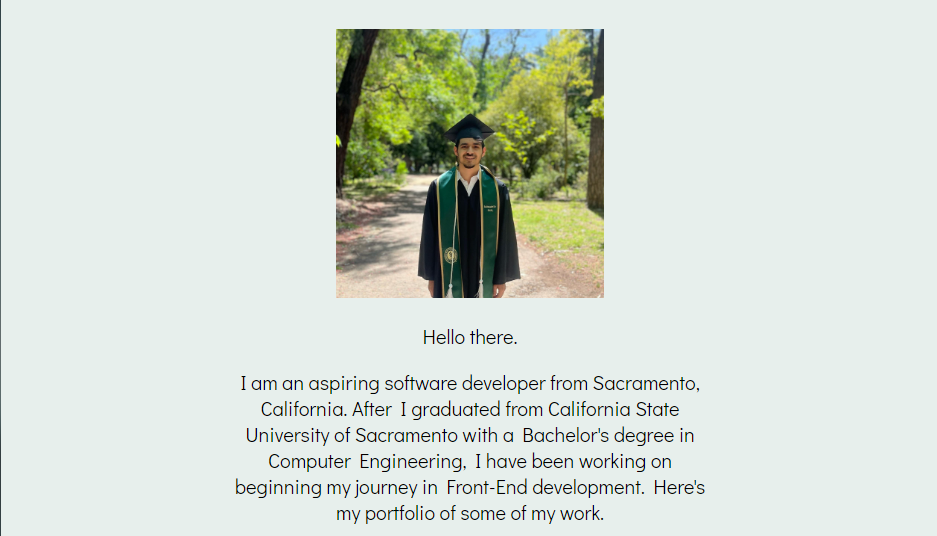 Hello there.
I am an aspiring software developer from Sacramento,
California. After I graduated from California State
University of Sacramento with a Bachelor's degree in
Computer Engineering, I have been working on
beginning my journey in Front-End development. Here's
my portfolio of some of my work.